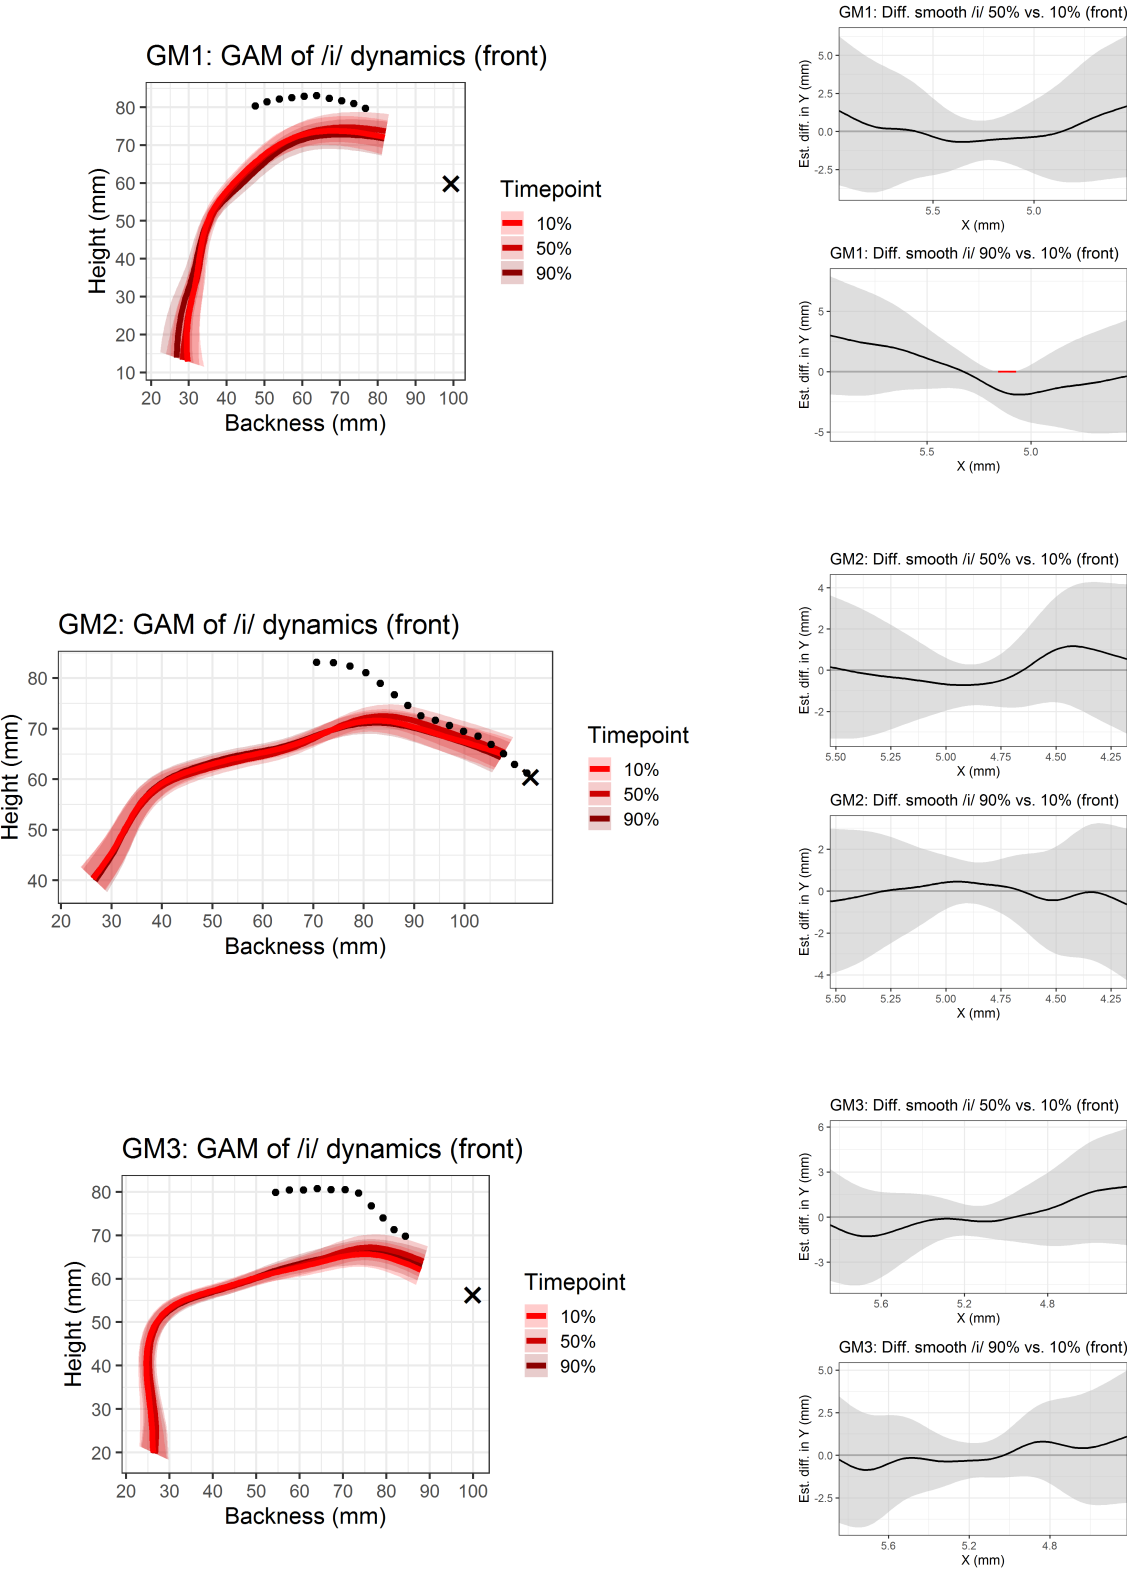 GM1: GAM of /i/ dynamics (front)
80
70
60
50
40
30
20
10
Height (mm)
20 30 40 50 60 70 80 90 100
Backness (mm)
Timepoint
10%
50%
90%
GM1: Diff. smooth /i/ 50% vs. 10% (front)
5.0
2.5
0.0
-2.5
Est. diff. in Y (mm)
5.5 5.0
X (mm)
GM1: Diff. smooth /i/ 90% vs. 10% (front)
5
0
-5
Est. diff. in Y (mm)
5.5 5.0
X (mm)
GM2: GAM of /i/ dynamics (front)
80
70
60
50
40
Height (mm)
20 30 40 50 60 70 80 90 100
Backness (mm)
Timepoint
10%
50%
90%
GM2: Diff. smooth /i/ 50% vs. 10% (front)
4
2
0
-2
Est. diff. in Y (mm)
5.50 5.25 5.00 4.75 4.50 4.25
X (mm)
GM2: Diff. smooth /i/ 90% vs. 10% (front)
2
0
-2
-4
Est. diff. in Y (mm)
5.50 5.25 5.00 4.75 4.50 4.25
X (mm)
GM3: GAM of /i/ dynamics (front)
80
70
60
50
40
30
20
Height (mm)
20 30 40 50 60 70 80 90 100
Backness (mm)
Timepoint
10%
50%
90%
GM3: Diff. smooth /i/ 50% vs. 10% (front)
6
3
0
-3
Est. diff. in Y (mm)
5.6 5.2 4.8
X (mm)
GM3: Diff. smooth /i/ 90% vs. 10% (front)
5.0
2.5
0.0
-2.5
Est. diff. in Y (mm)
5.6 5.2 4.8
X (mm)